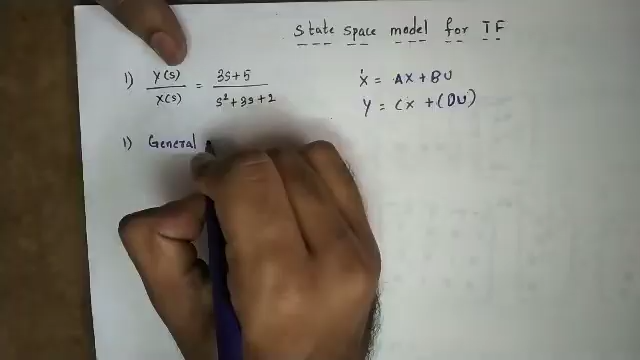 State space model for TF
1) Y(s) / X(s) = 3s+5 / s²+3s+2
Ẋ = AX + BU
Y = CX + (DU)
1) General